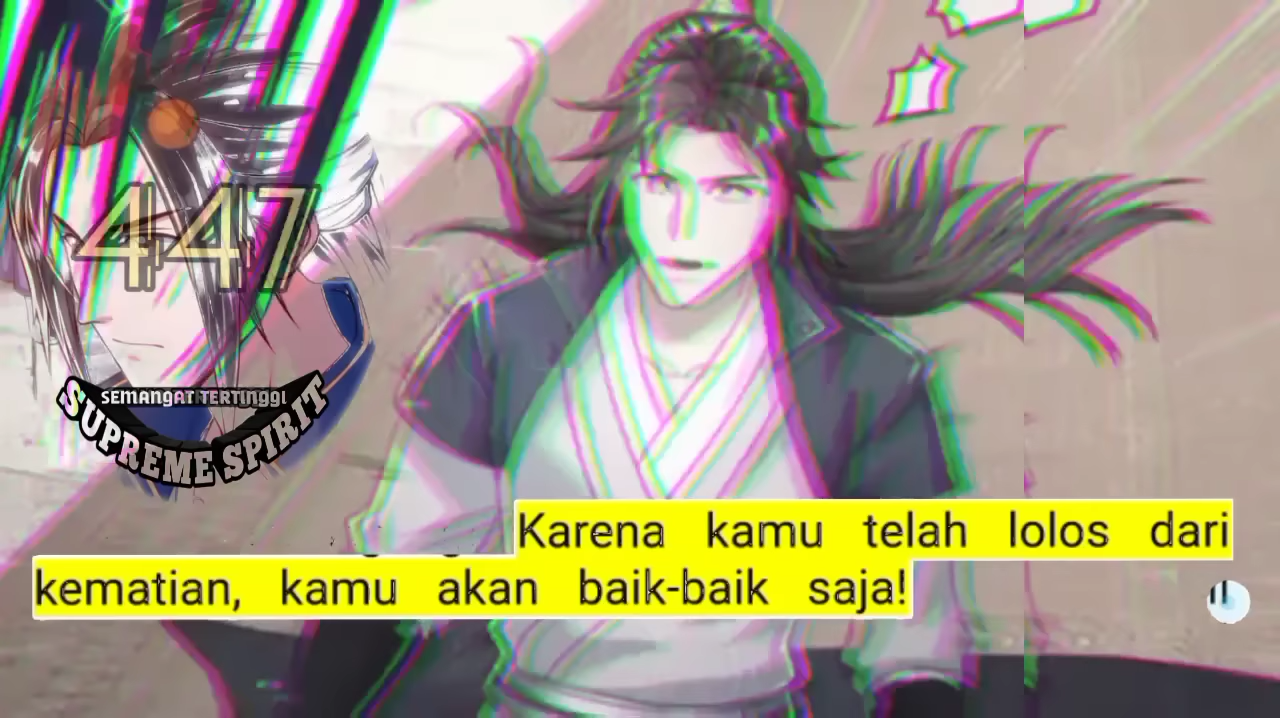 447
SEMANGAT TERTINGGI
SUPREME SPIRIT
Karena kamu telah lolos dari
kematian, kamu akan baik-baik saja!